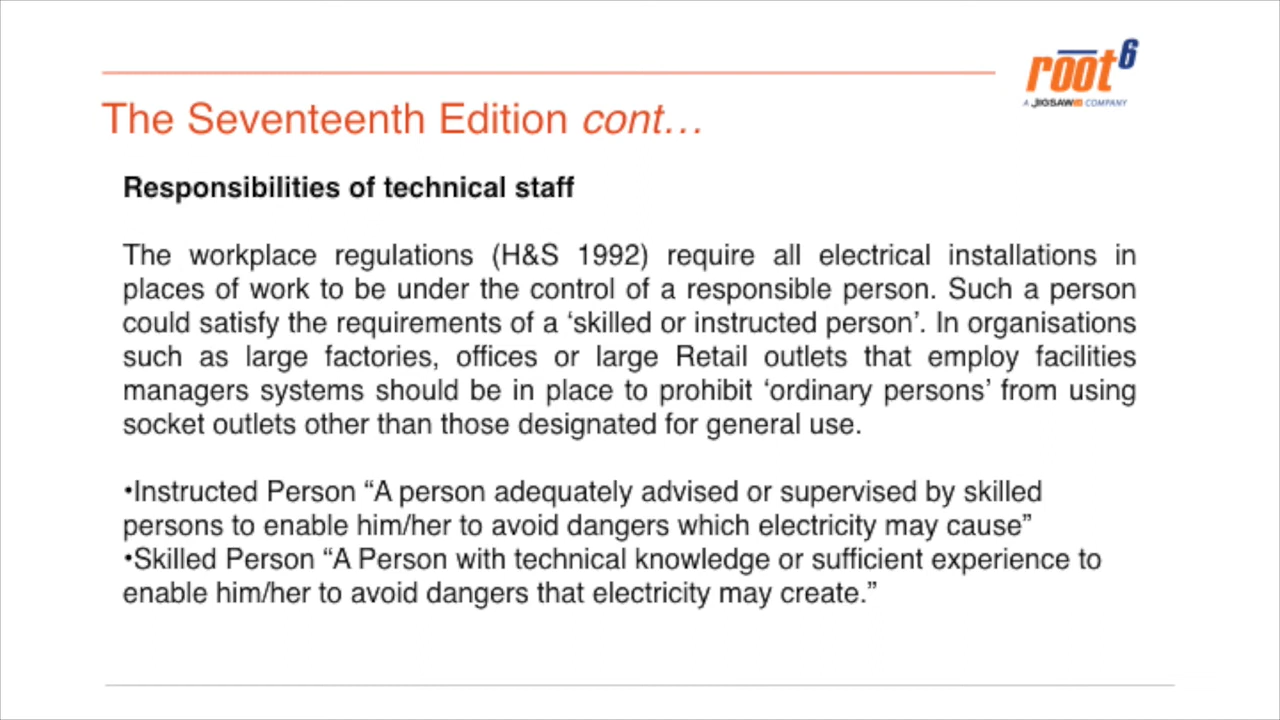 root6
A JIGSAW24 COMPANY
The Seventeenth Edition cont…
Responsibilities of technical staff
The workplace regulations (H&S 1992) require all electrical installations in
places of work to be under the control of a responsible person. Such a person
could satisfy the requirements of a ‘skilled or instructed person’. In organisations
such as large factories, offices or large Retail outlets that employ facilities
managers systems should be in place to prohibit ‘ordinary persons’ from using
socket outlets other than those designated for general use.
•Instructed Person “A person adequately advised or supervised by skilled
persons to enable him/her to avoid dangers which electricity may cause”
•Skilled Person “A Person with technical knowledge or sufficient experience to
enable him/her to avoid dangers that electricity may create.”